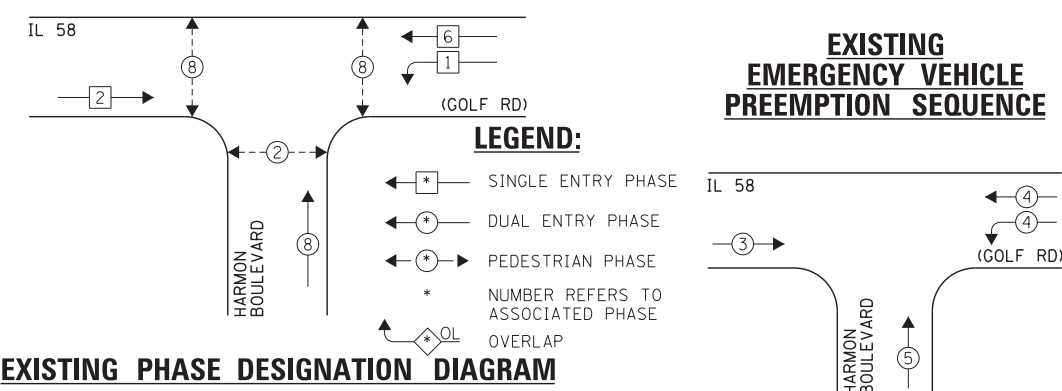 IL 58
8
8
6
1
2
(GOLF RD)
2
8
HARMON
BOULEVARD
LEGEND:
* SINGLE ENTRY PHASE
* DUAL ENTRY PHASE
* PEDESTRIAN PHASE
* NUMBER REFERS TO
ASSOCIATED PHASE
* OL OVERLAP
EXISTING PHASE DESIGNATION DIAGRAM
EXISTING
EMERGENCY VEHICLE
PREEMPTION SEQUENCE
IL 58
4
4
3
(GOLF RD)
5
HARMON
BOULEVARD